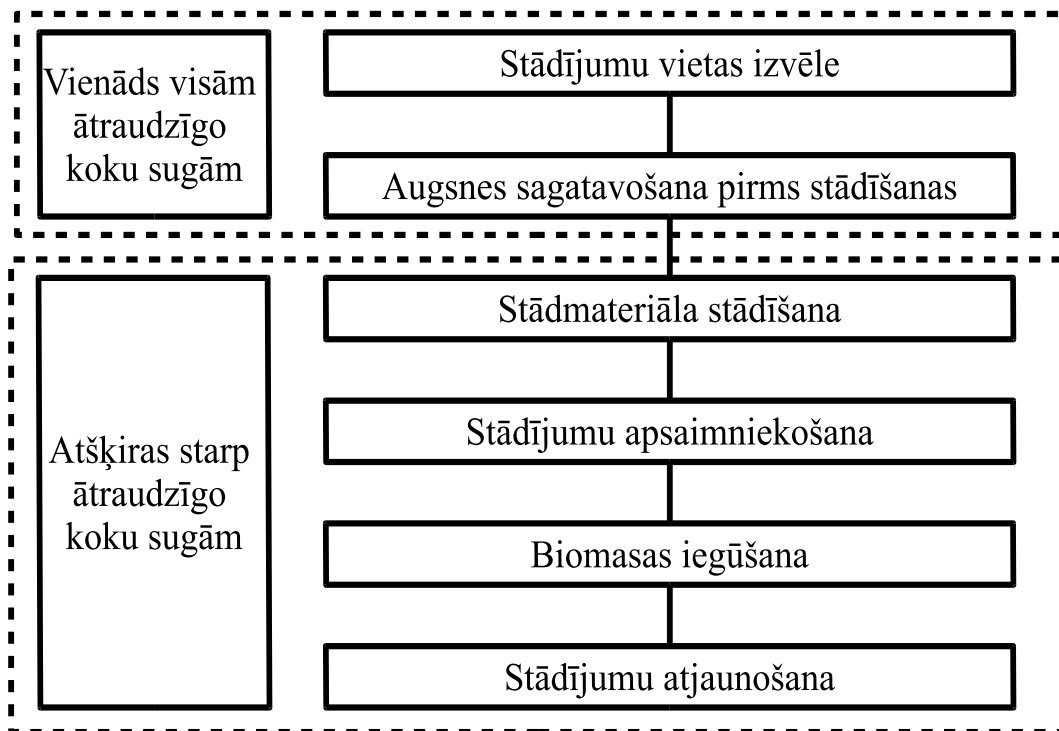 Vienāds visām
ātraudzīgo
koku sugām
Stādījumu vietas izvēle
Augsnes sagatavošana pirms stādīšanas
Atšķiras starp
ātraudzīgo
koku sugām
Stādmateriāla stādīšana
Stādījumu apsaimniekošana
Biomasas iegūšana
Stādījumu atjaunošana